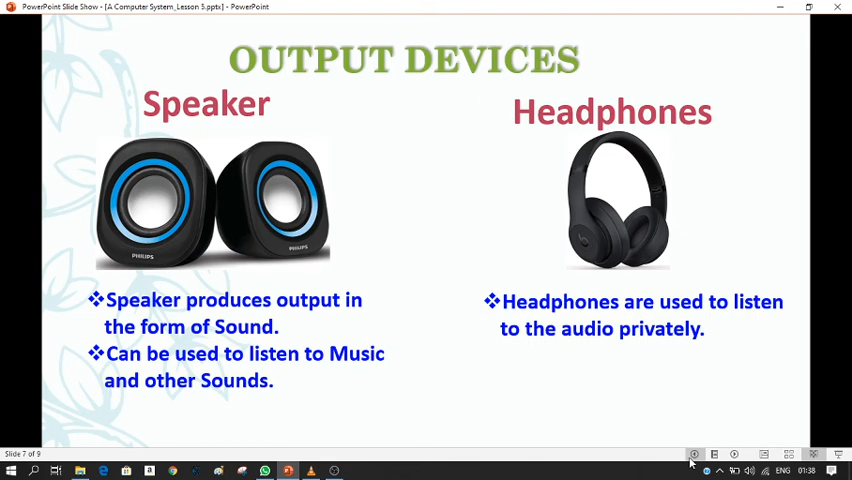 PowerPoint Slide Show - [A Computer System_Lesson 5.pptx] - PowerPoint
OUTPUT DEVICES
Speaker
Headphones
PHILIPS
PHILIPS
❖Speaker produces output in
the form of Sound.
❖Can be used to listen to Music
and other Sounds.
❖Headphones are used to listen
to the audio privately.
Slide 7 of 9
ENG
01:38